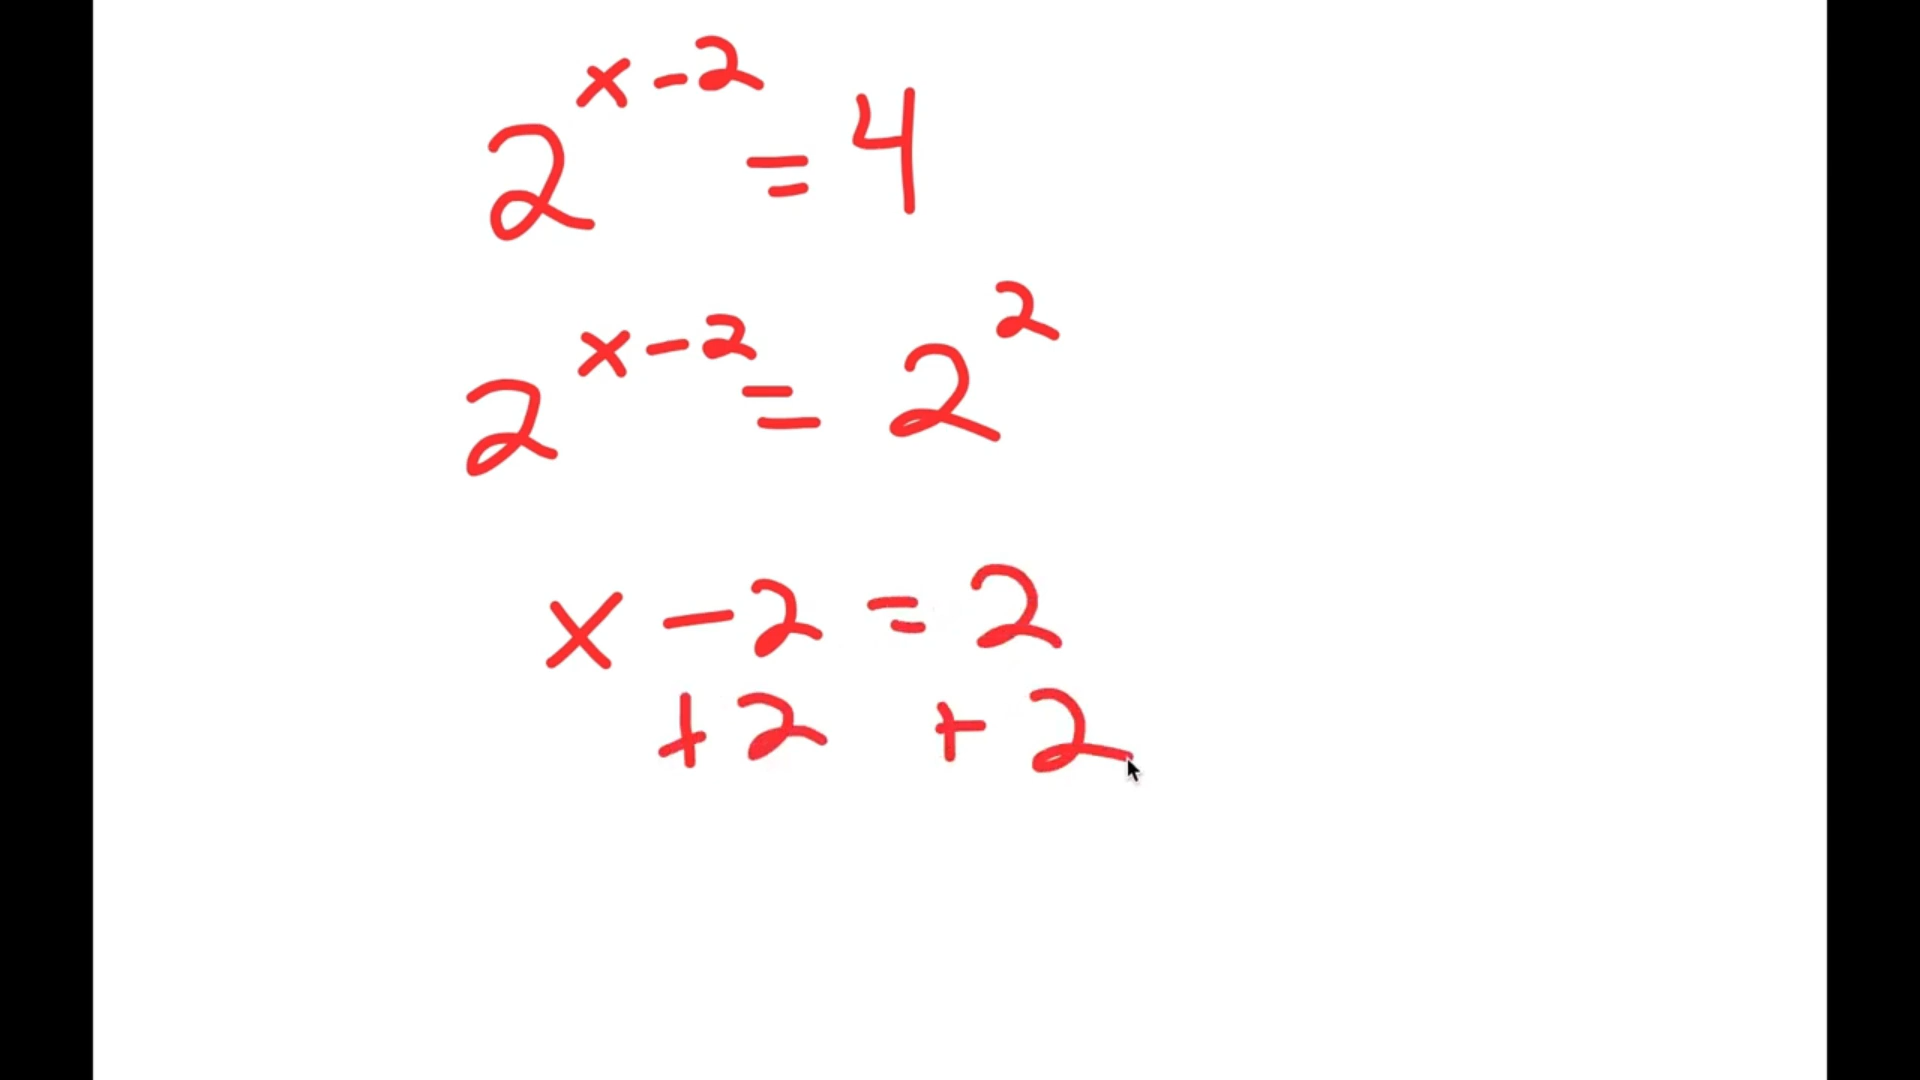 2^{x-2} = 4
2^{x-2} = 2^2
x - 2 = 2
+2 +2